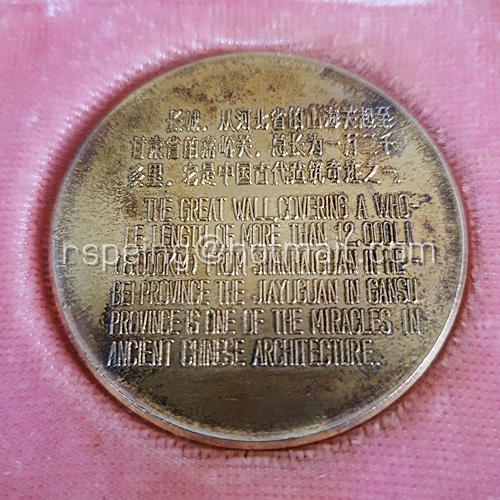 长城，从河北省的山海关起至
甘肃省的嘉峪关，最长为一万二千
多里，为是中国古代建筑奇迹之一。
THE GREAT WALL, COVERING A WHO-
LE LENGTH OF MORE THAN 12,000 LI
FROM SHANHAIGUAN IN HE-
BEI PROVINCE THE JIAYUGUAN IN GANSU
PROVINCE IS ONE OF THE MIRACLES IN
ANCIENT CHINESE ARCHITECTURE.